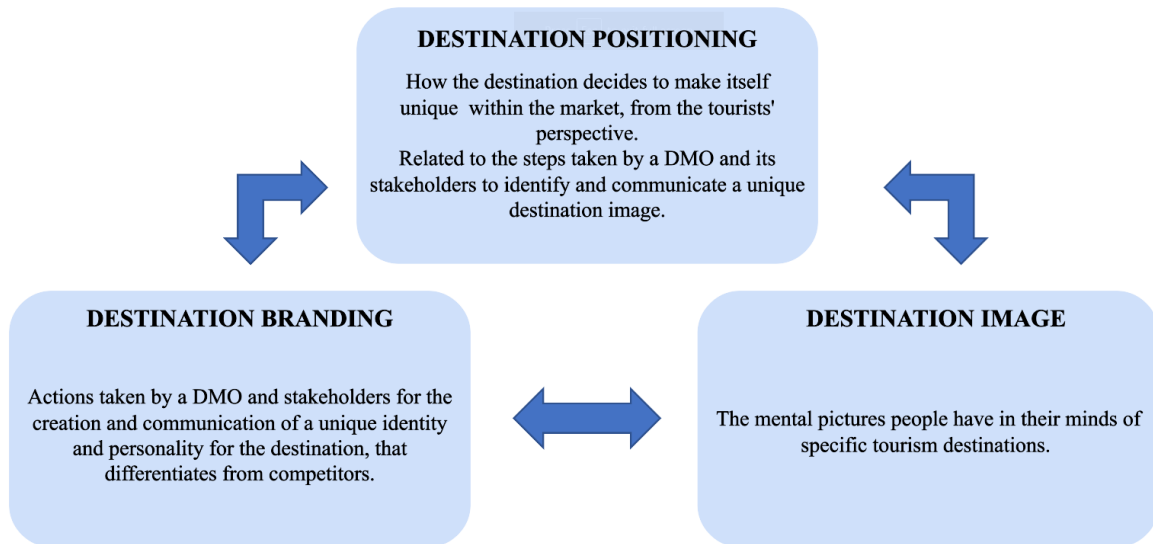 DESTINATION POSITIONING
How the destination decides to make itself
unique within the market, from the tourists'
perspective.
Related to the steps taken by a DMO and its
stakeholders to identify and communicate a unique
destination image.
DESTINATION BRANDING
Actions taken by a DMO and stakeholders for the
creation and communication of a unique identity
and personality for the destination, that
differentiates from competitors.
DESTINATION IMAGE
The mental pictures people have in their minds of
specific tourism destinations.